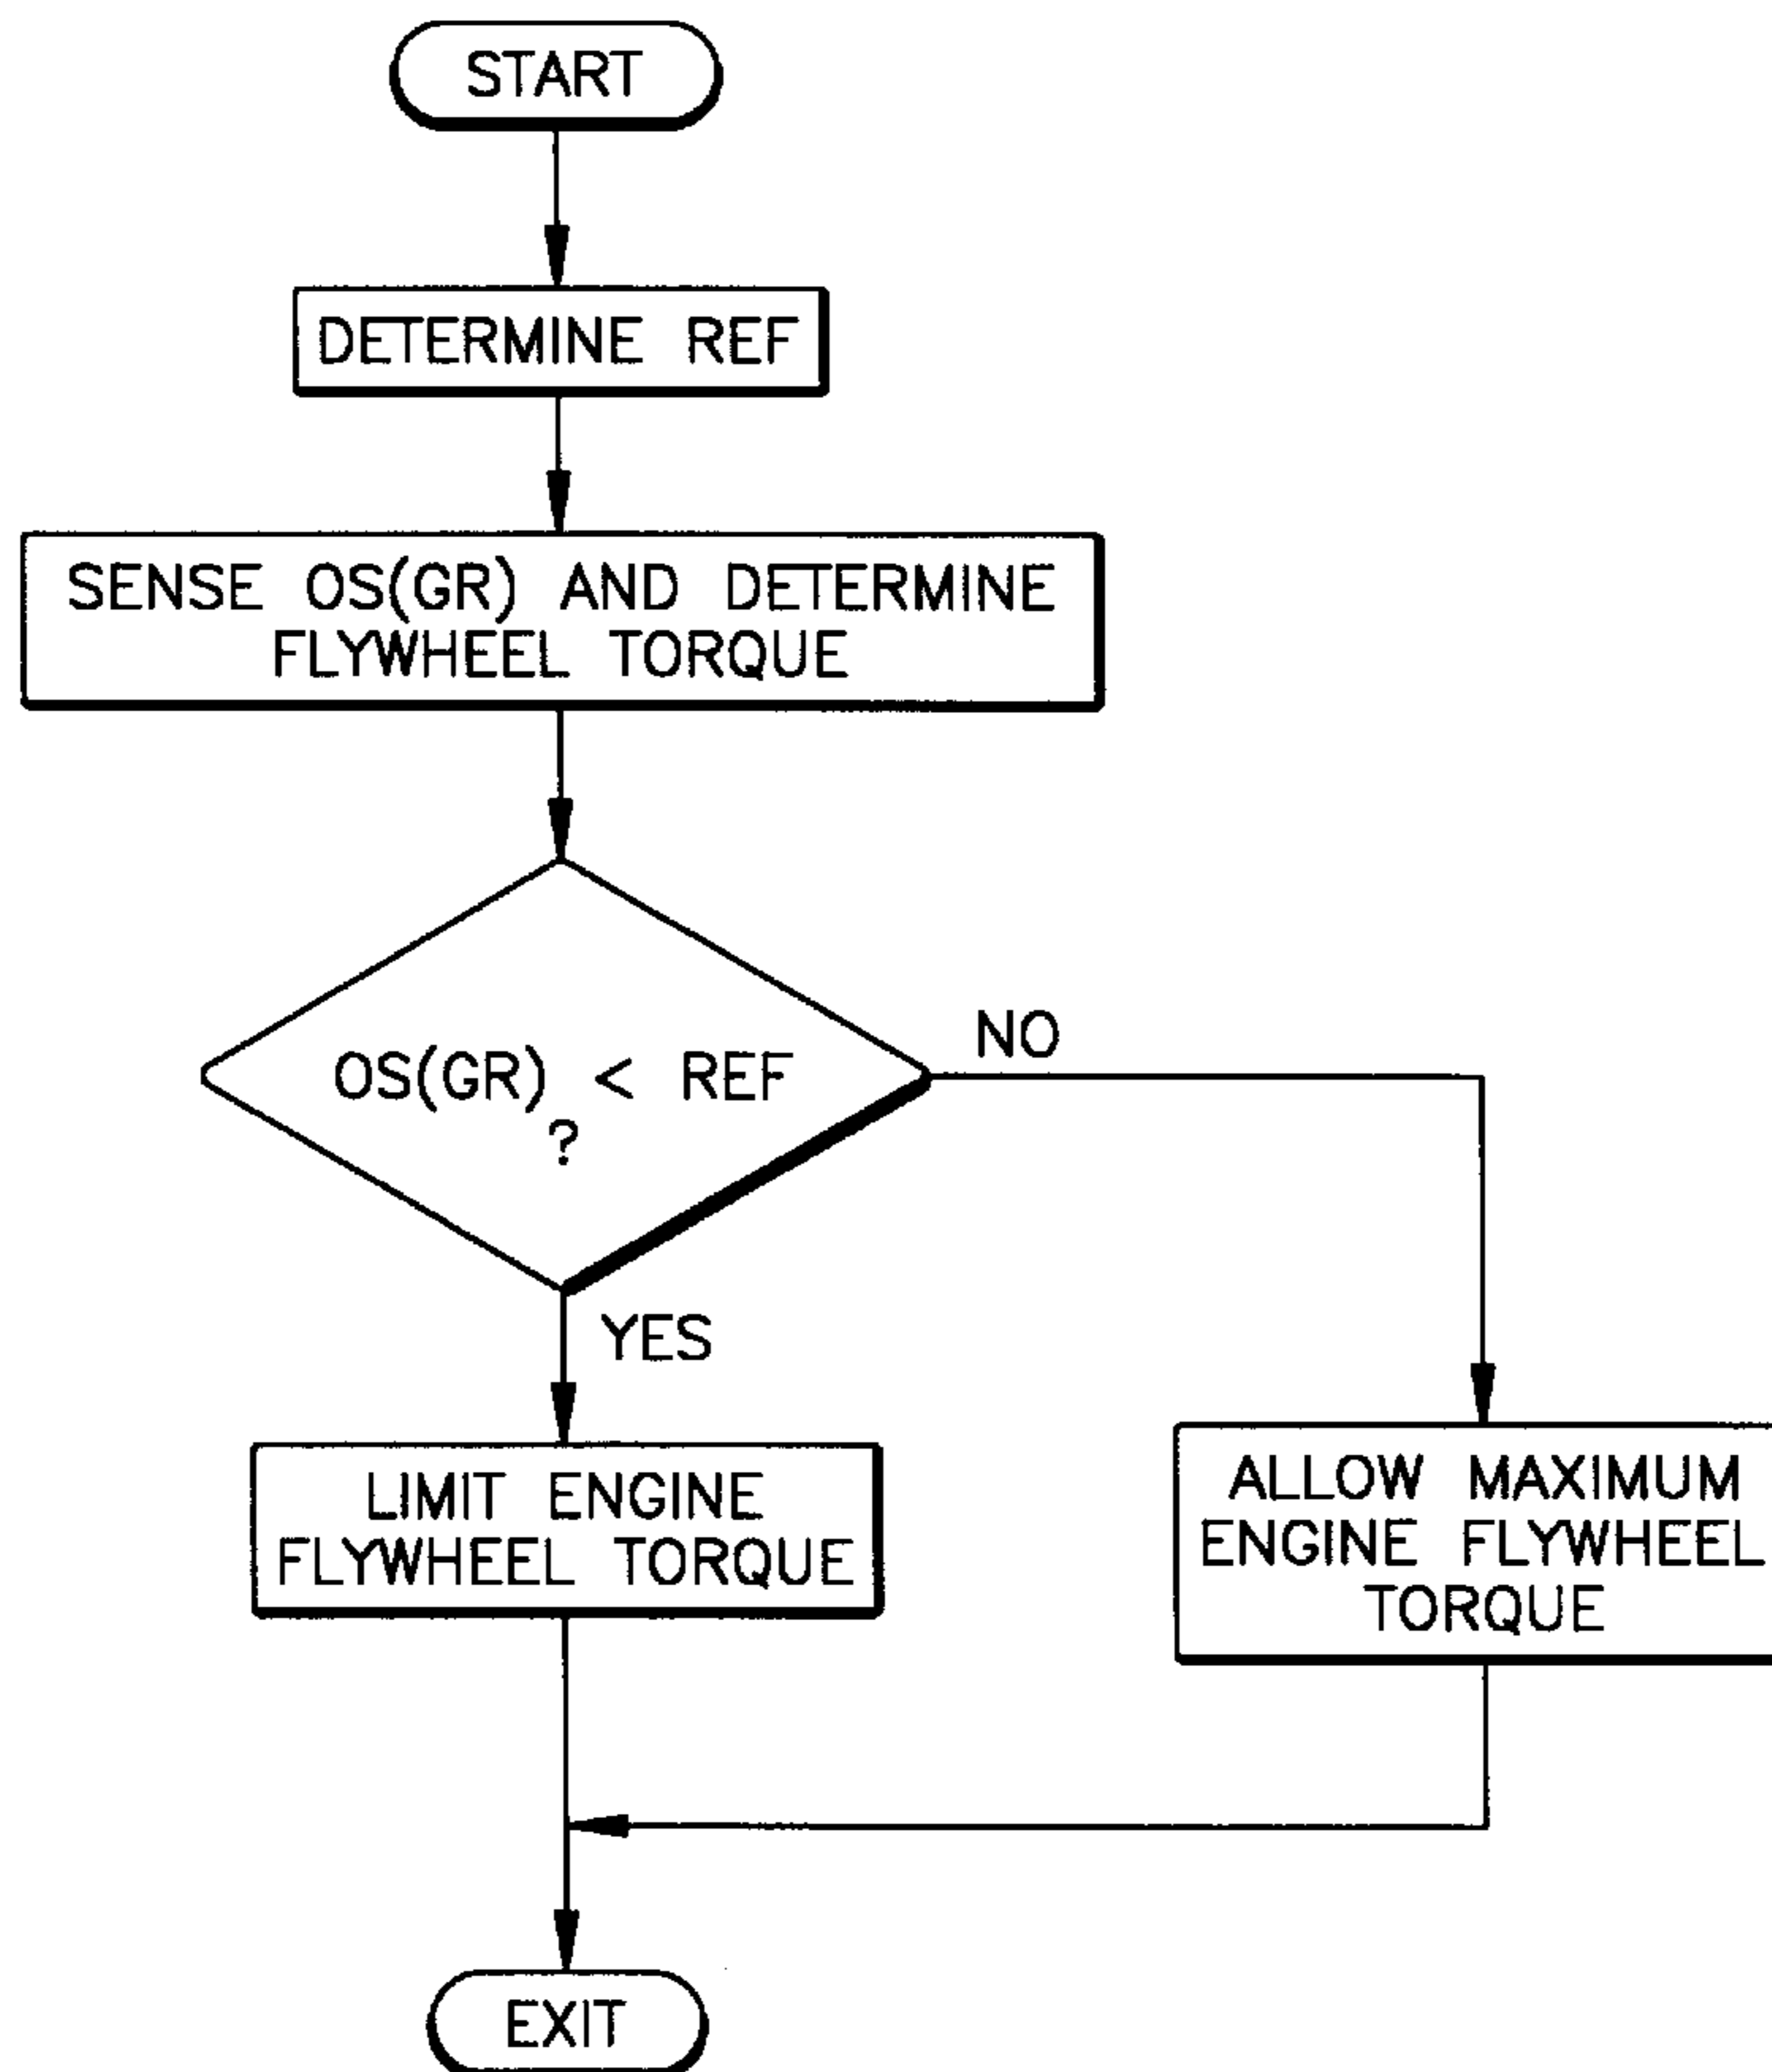 START
DETERMINE REF
SENSE OS(GR) AND DETERMINE
FLYWHEEL TORQUE
OS(GR) < REF
?
NO
YES
LIMIT ENGINE
FLYWHEEL TORQUE
ALLOW MAXIMUM
ENGINE FLYWHEEL
TORQUE
EXIT